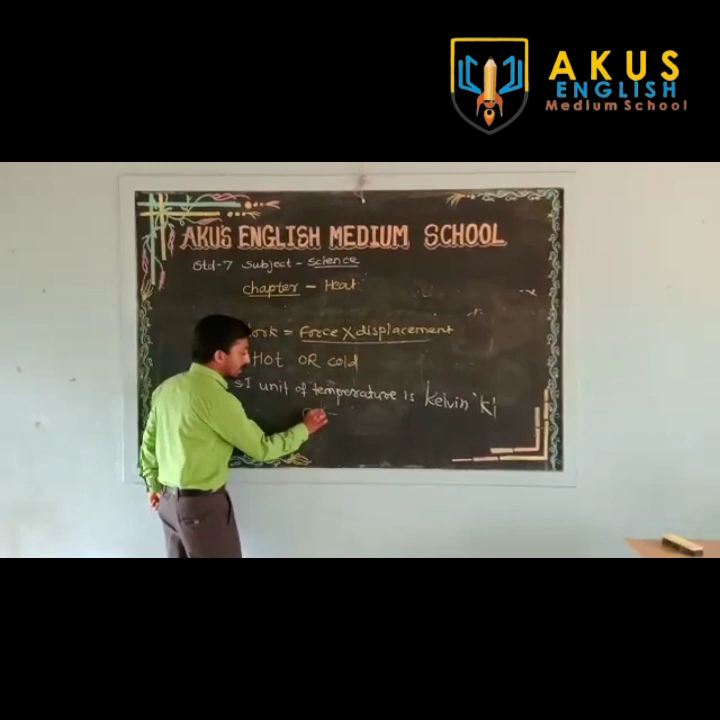 AKUS
ENGLISH
Medium School
AKUS ENGLISH MEDIUM SCHOOL
Std-7 Subject - Science
chapter - Heat
ork = Force X displacement
Hot OR cold
SI unit of temperature is Kelvin 'K'